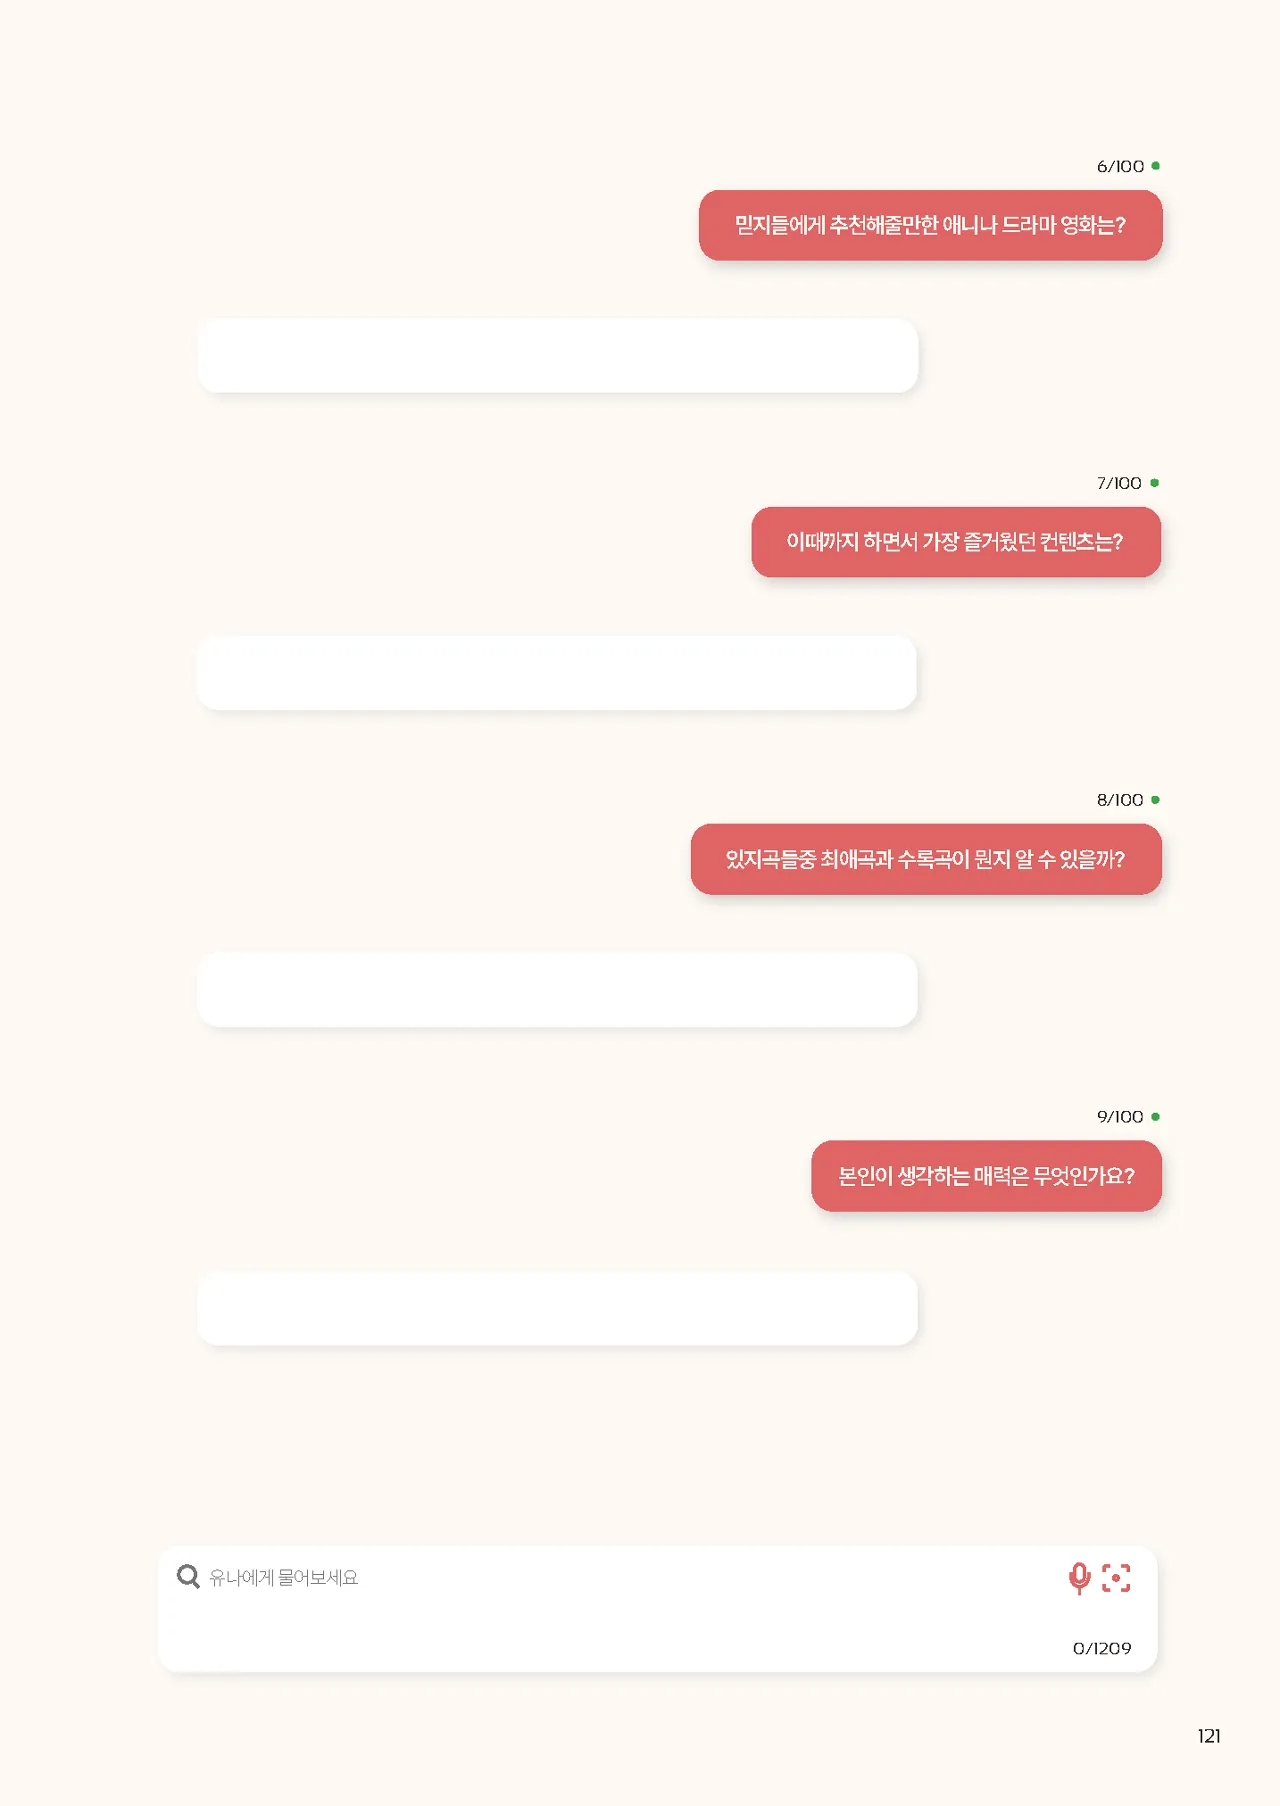 6/100
믿지들에게 추천해줄만한 애니나 드라마 영화는?
7/100
이때까지 하면서 가장 즐거웠던 컨텐츠는?
8/100
있지곡들중 최애곡과 수록곡이 뭔지 알 수 있을까?
9/100
본인이 생각하는 매력은 무엇인가요?
유나에게 물어보세요
0/1209
121